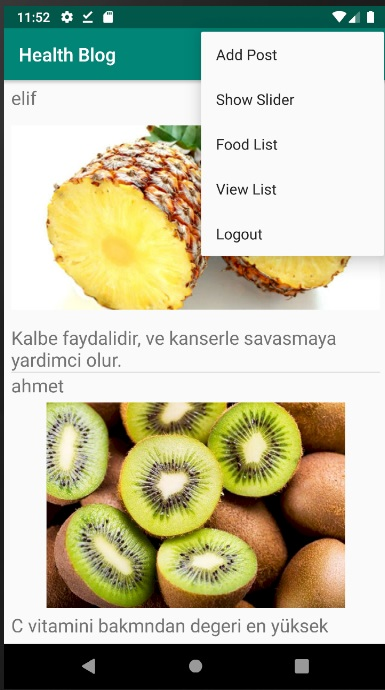 11:52
Health Blog
Add Post
Show Slider
Food List
View List
Logout
elif
Kalbe faydalidir, ve kanserle savasmaya
yardimci olur.
ahmet
C vitamini bakmndan degeri en yüksek